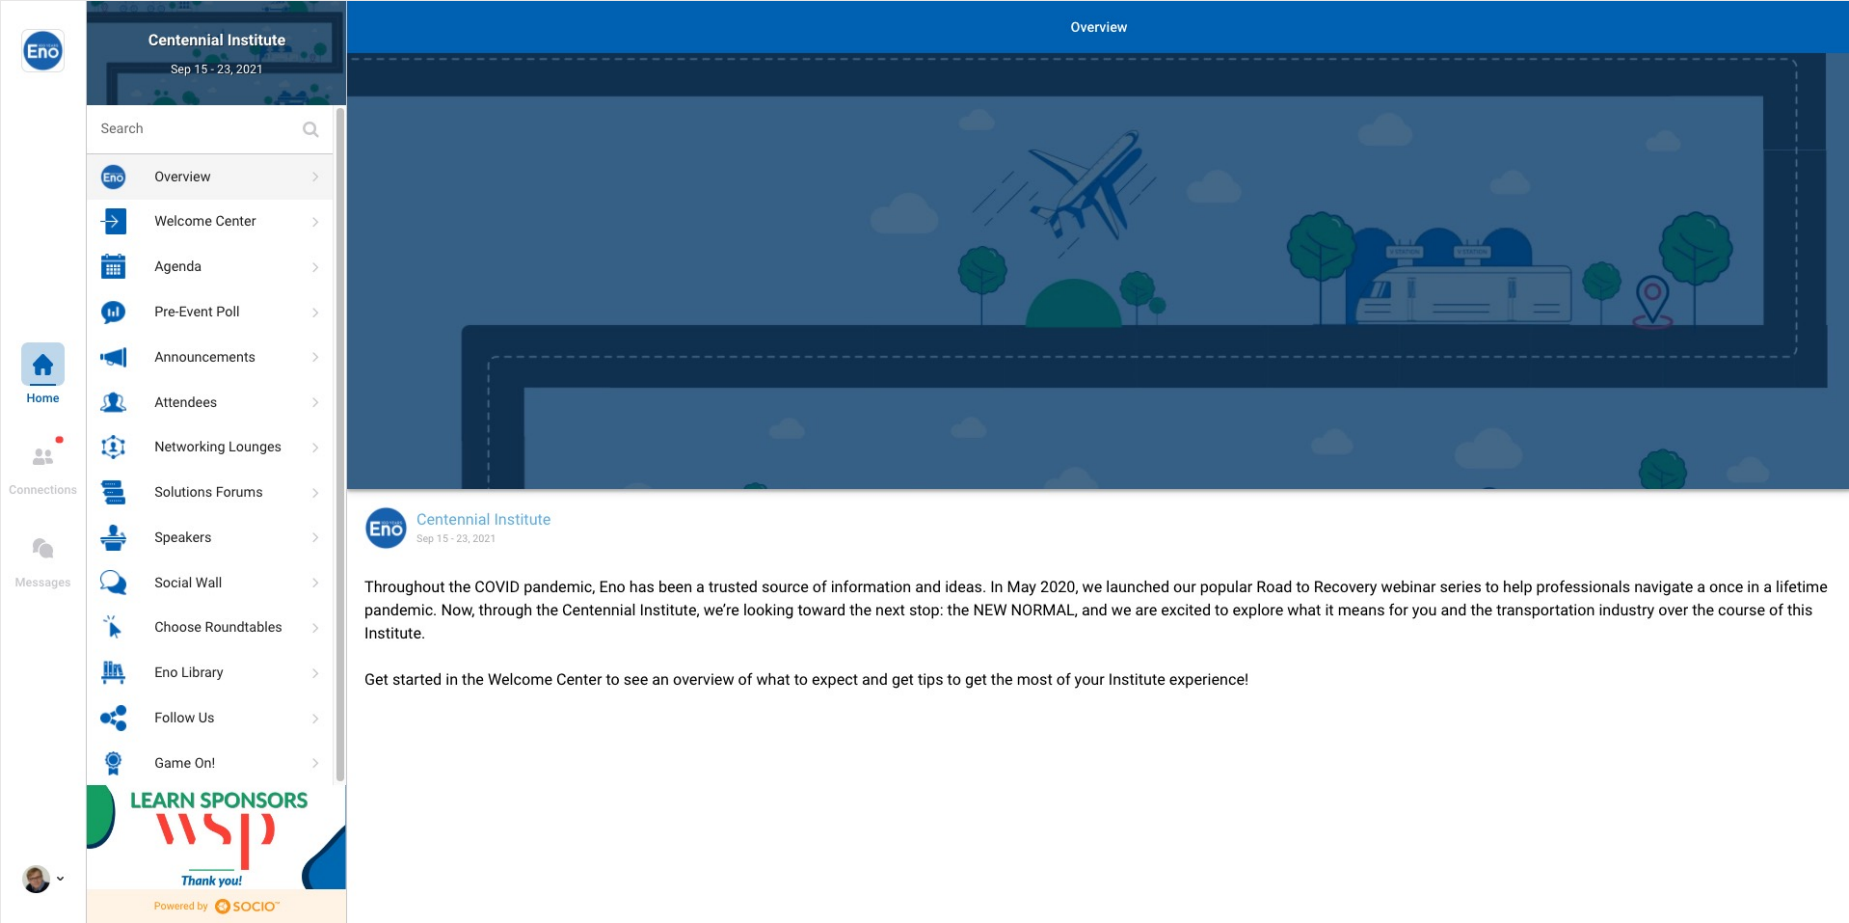 Eno
Home
Connections
Messages
Centennial Institute
Sep 15 - 23, 2021
Search
Eno
Overview
Welcome Center
Agenda
Pre-Event Poll
Announcements
Attendees
Networking Lounges
Solutions Forums
Speakers
Social Wall
Choose Roundtables
Eno Library
Follow Us
Game On!
LEARN SPONSORS
wsp
Thank you!
Powered by SOCIO™
Overview
STATION
STATION
Eno
Centennial Institute
Sep 15 - 23, 2021
Throughout the COVID pandemic, Eno has been a trusted source of information and ideas. In May 2020, we launched our popular Road to Recovery webinar series to help professionals navigate a once in a lifetime
pandemic. Now, through the Centennial Institute, we’re looking toward the next stop: the NEW NORMAL, and we are excited to explore what it means for you and the transportation industry over the course of this
Institute.
Get started in the Welcome Center to see an overview of what to expect and get tips to get the most of your Institute experience!